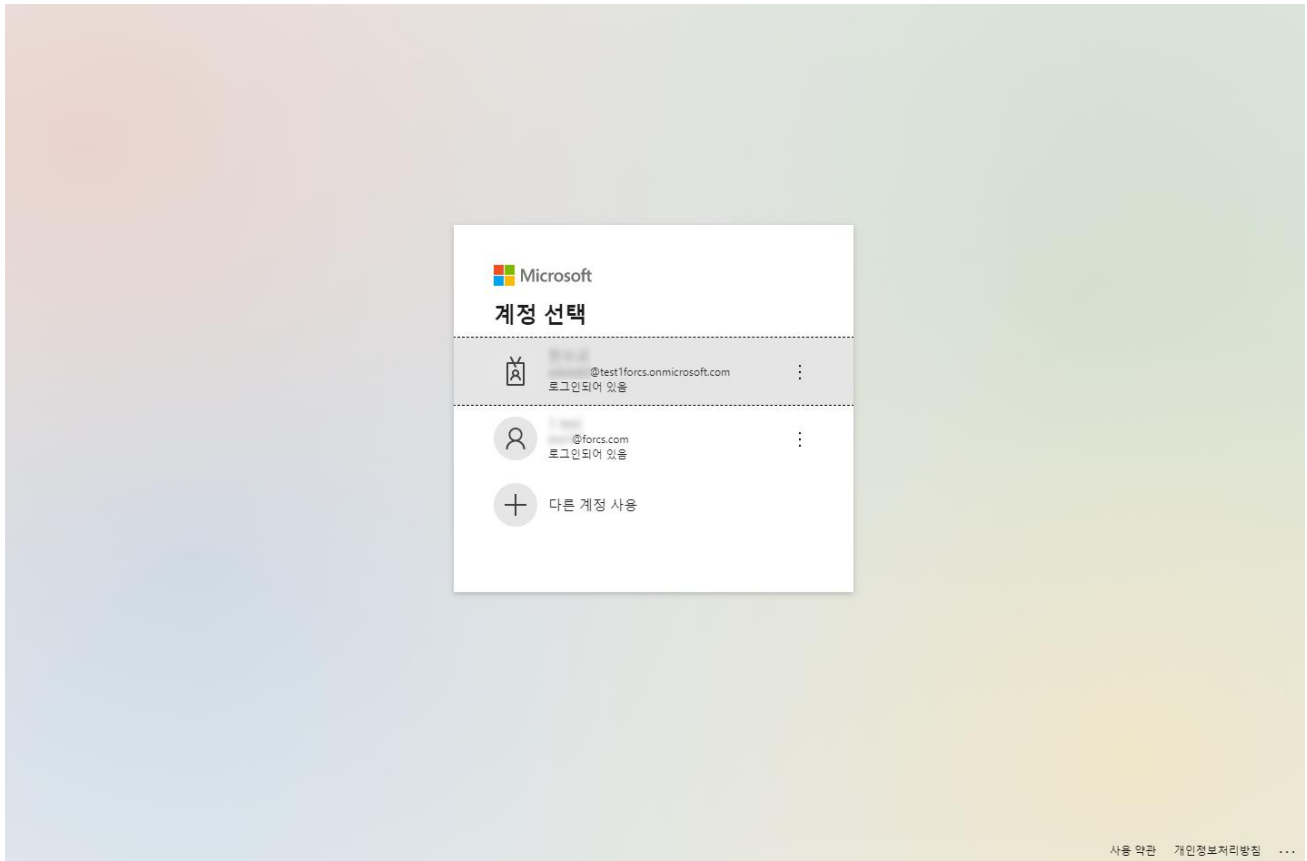 Microsoft
계정 선택
@test1forcs.onmicrosoft.com
로그인되어 있음
@forcs.com
로그인되어 있음
다른 계정 사용
사용 약관 개인정보처리방침 ...